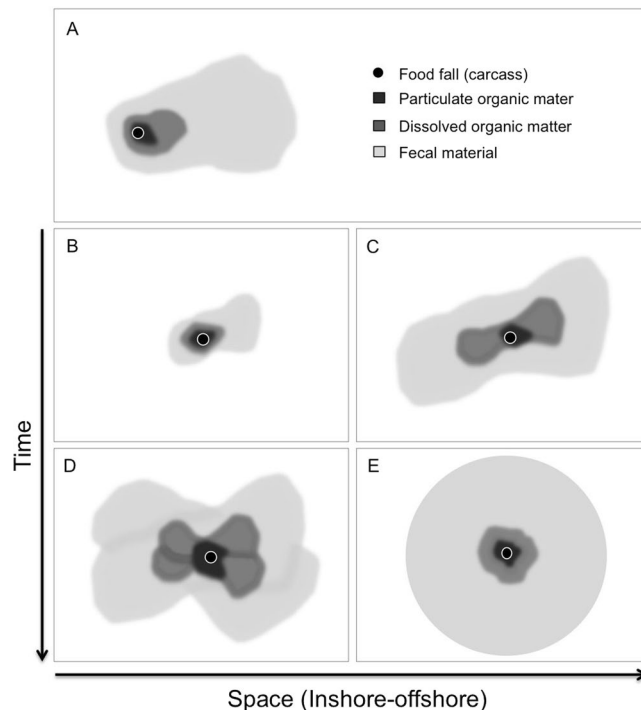 A
Food fall (carcass)
Particulate organic mater
Dissolved organic matter
Fecal material
B
C
D
E
Time
Space (Inshore-offshore)